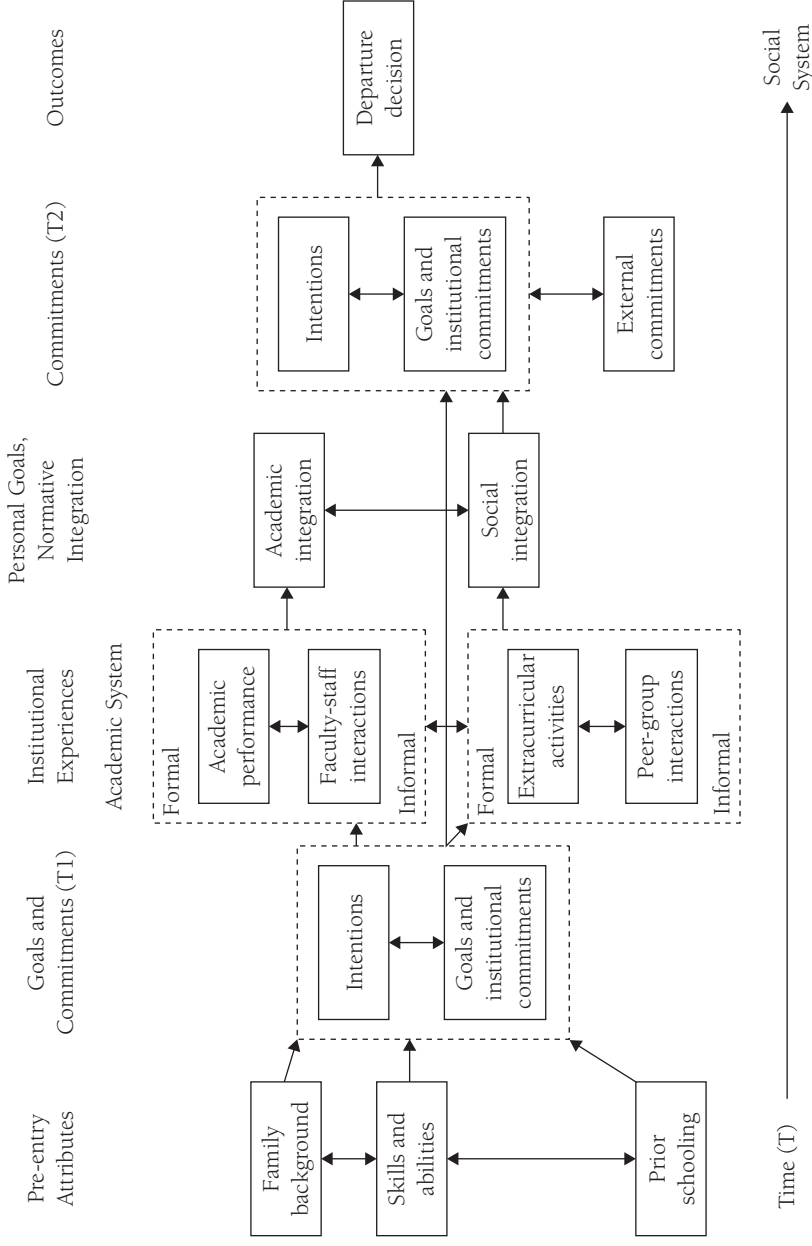 Pre-entry
Attributes
Goals and
Commitments (T1)
Institutional
Experiences
Personal Goals,
Normative
Integration
Commitments (T2)
Outcomes
Academic System
Family
background
Skills and
abilities
Prior
schooling
Intentions
Goals and
institutional
commitments
Formal
Academic
performance
Faculty-staff
interactions
Informal
Formal
Extracurricular
activities
Peer-group
interactions
Informal
Academic
integration
Social
integration
Intentions
Goals and
institutional
commitments
External
commitments
Departure
decision
Time (T)
Social
System